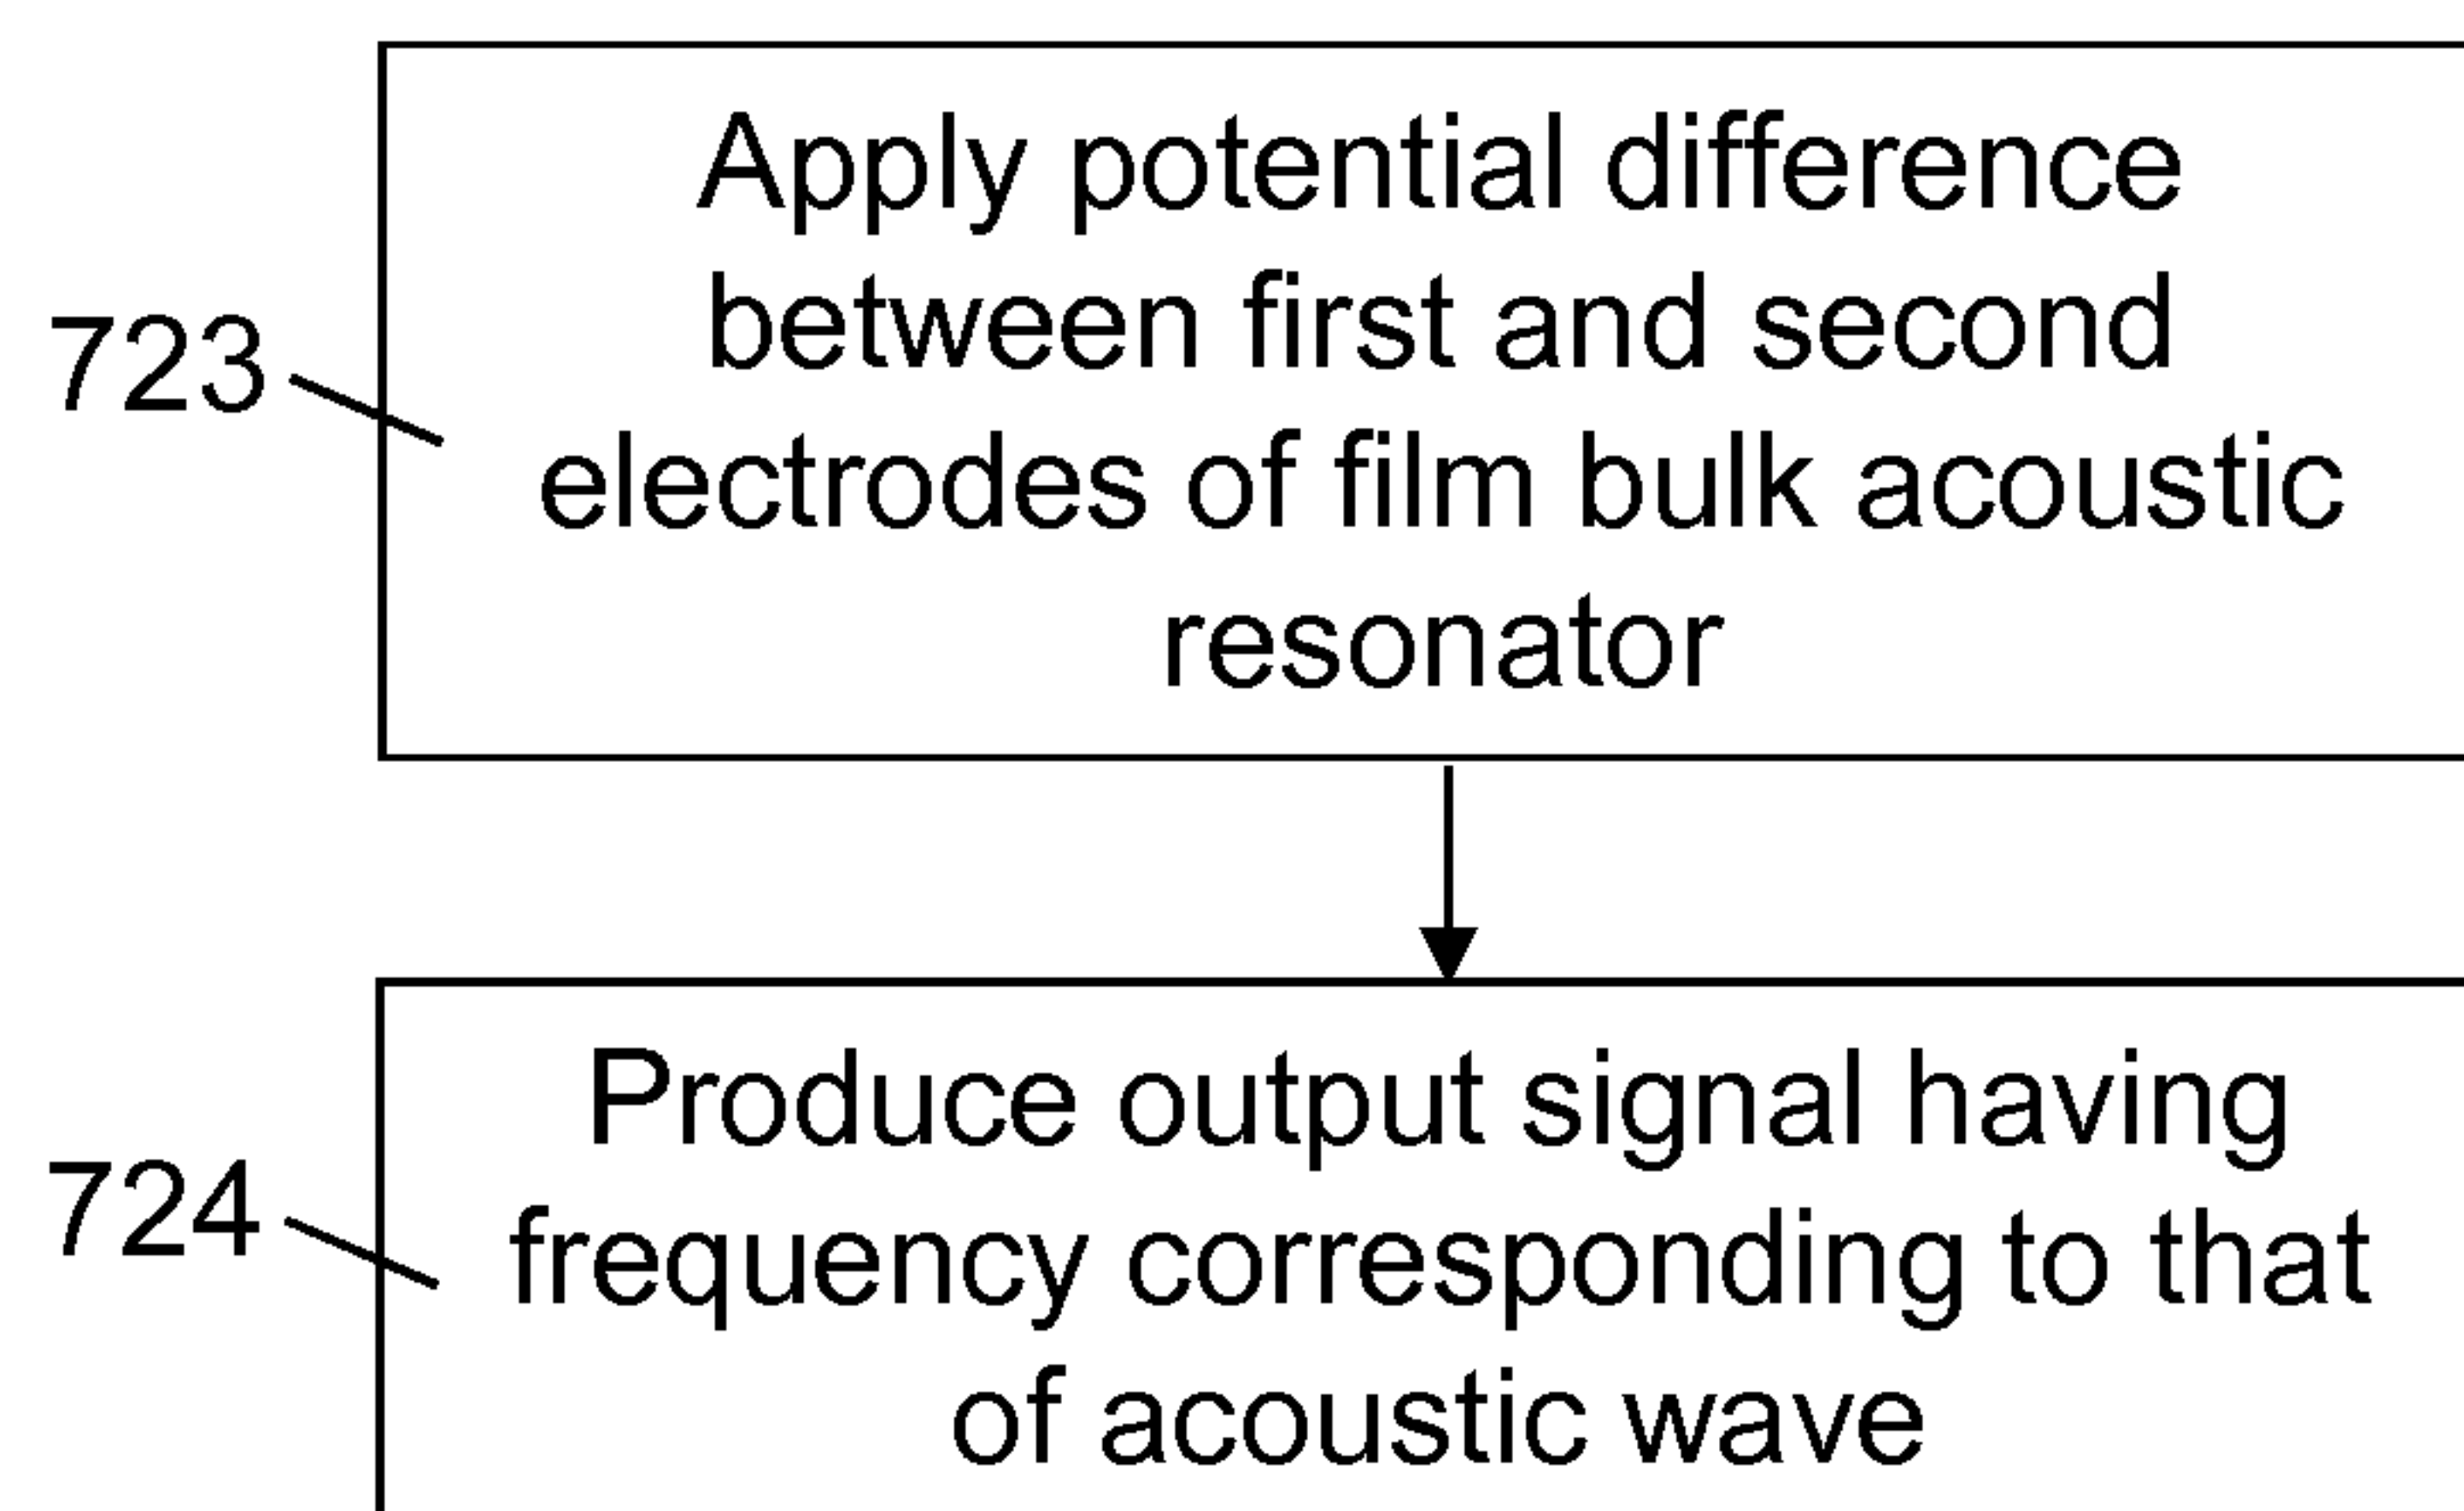 Apply potential difference
between first and second
723
electrodes of film bulk acoustic
resonator
Produce output signal having
724
frequency corresponding to that
of acoustic wave